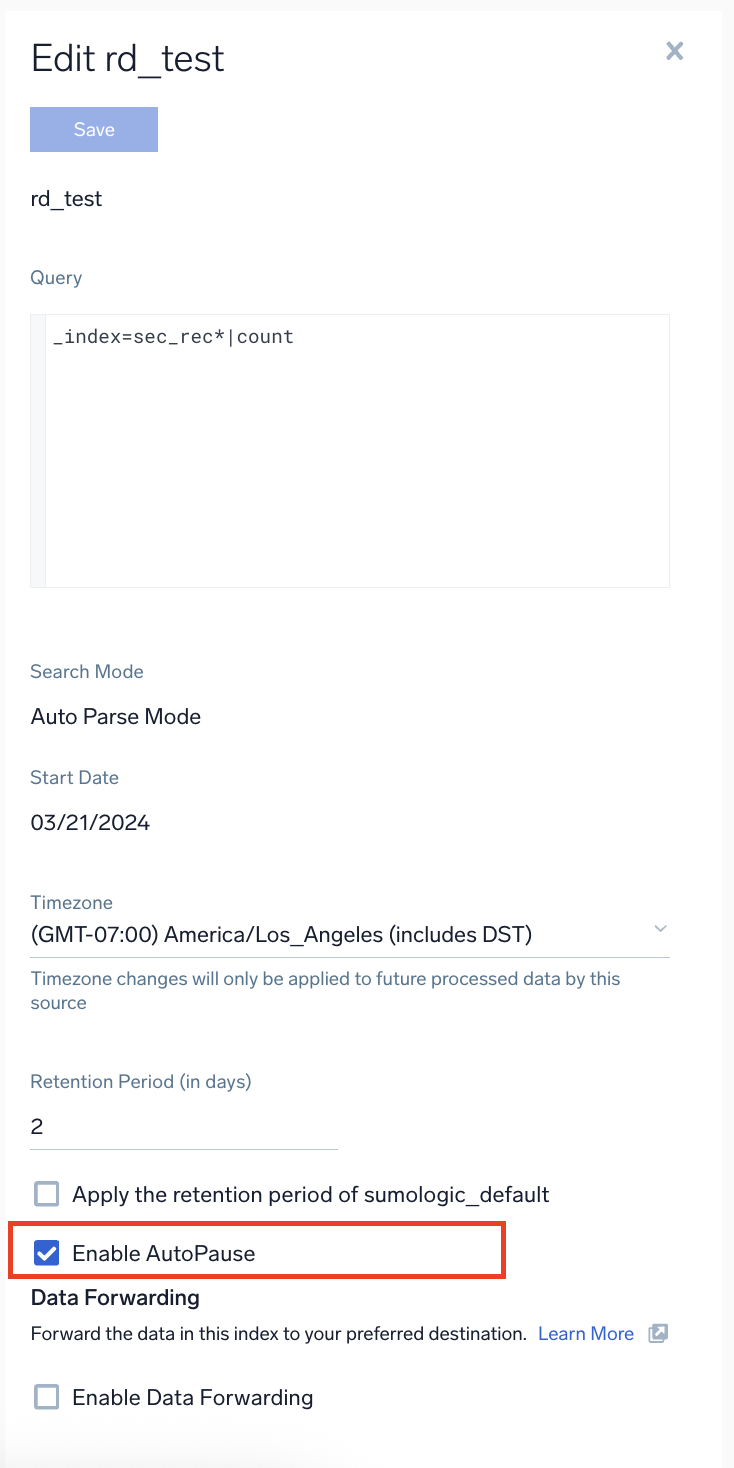 Edit rd_test
Save
rd_test
Query
_index=sec_rec*|count
Search Mode
Auto Parse Mode
Start Date
03/21/2024
Timezone
(GMT-07:00) America/Los_Angeles (includes DST)
Timezone changes will only be applied to future processed data by this
source
Retention Period (in days)
2
Apply the retention period of sumologic_default
Enable AutoPause
Data Forwarding
Forward the data in this index to your preferred destination. Learn More
Enable Data Forwarding